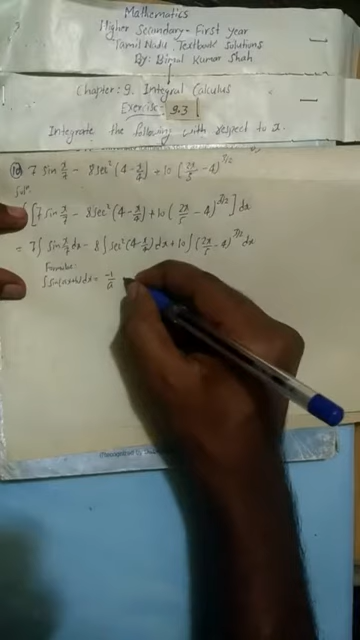 Mathematics
Higher Secondary - First year
Tamil Nadu Textbook Solutions
By: Bimal Kumar Shah
Chapter: 9. Integral Calculus
Exercise: 9.3
Integrate the following with respect to x.
10) 7 sin x/7 - 8 sec² (4 - x/4) + 10 (2x/5 - 4)^3/2
Solⁿ.
[7 sin x/7 - 8 sec² (4 - x/4) + 10 (2x/5 - 4)^3/2] dx
= 7 ∫ sin x/7 dx - 8 ∫ sec² (4 - x/4) dx + 10 ∫ (2x/5 - 4)^3/2 dx
Formulas:
∫ sin(ax+b) dx = -1/a